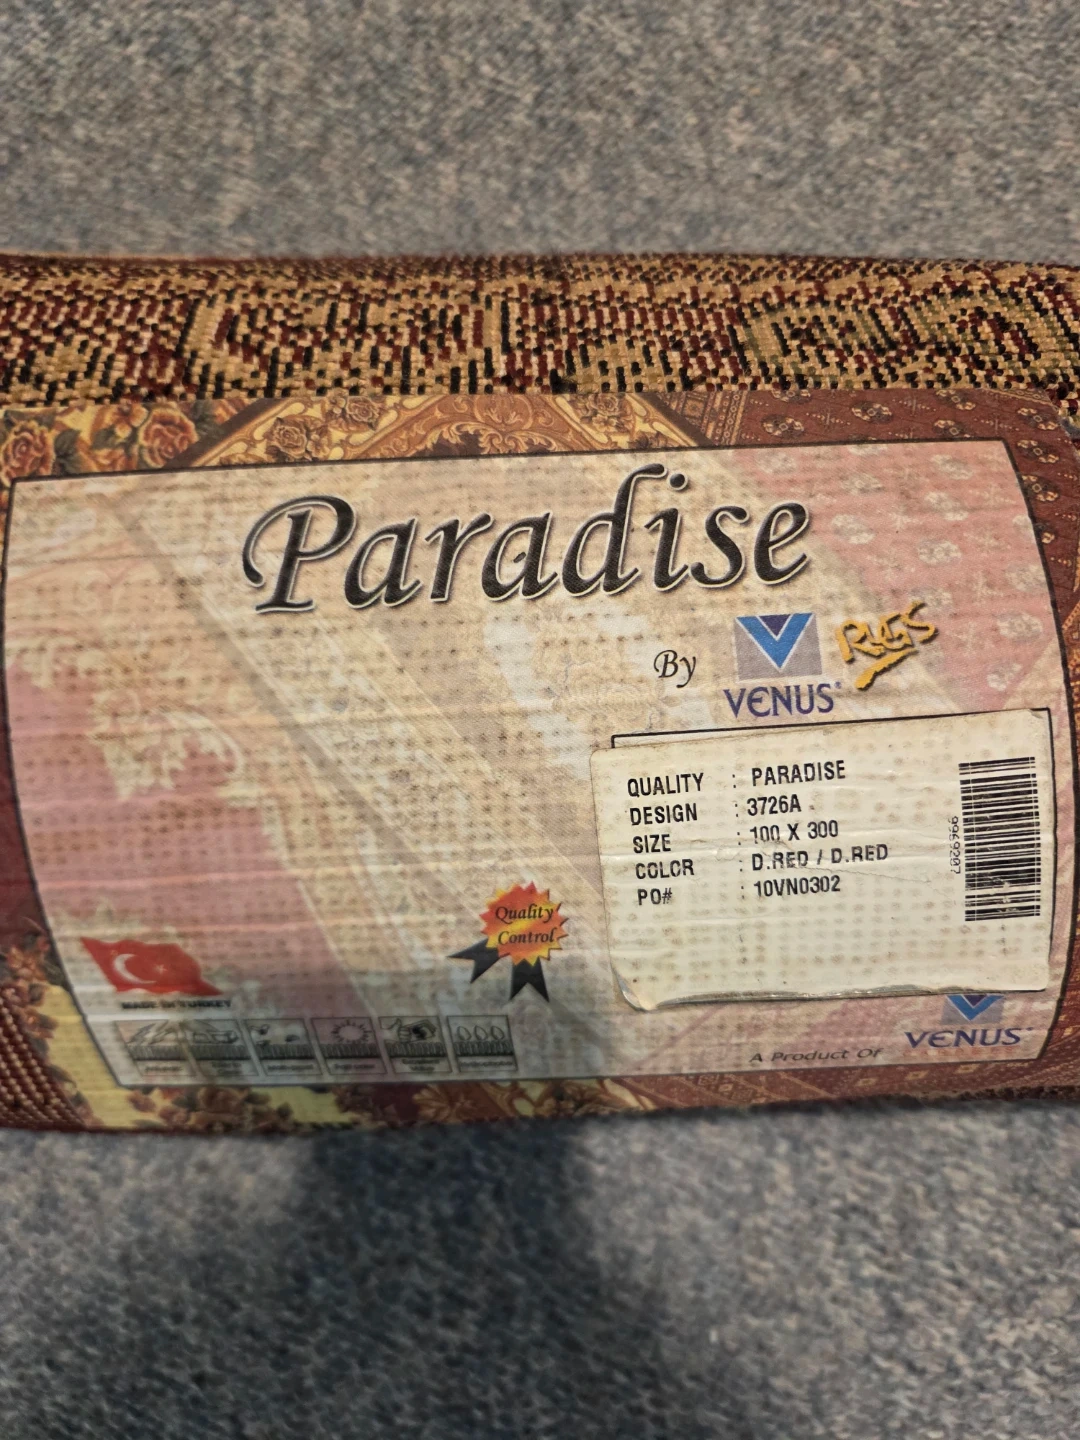 Paradise
By VENUS RUGS
QUALITY : PARADISE
DESIGN : 3726A
SIZE : 100 X 300
COLOR : D.RED / D.RED
PO# : 10VN0302
9969207
Quality
Control
MADE IN TURKEY
A Product Of VENUS